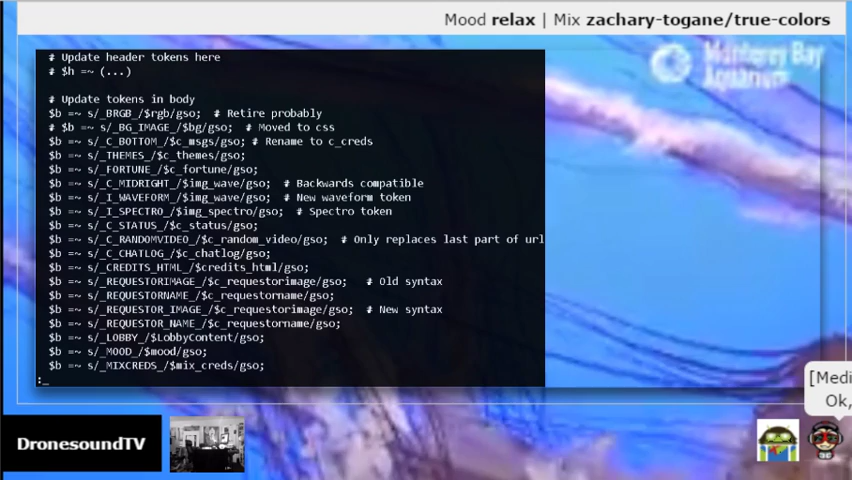 Mood relax | Mix zachary-togane/true-colors
# Update header tokens here
# $h =~ (...)
# Update tokens in body
$b =~ s/_BRGB_/$rgb/gso;  # Retire probably
# $b =~ s/_BG_IMAGE_/$bg/gso;  # Moved to css
$b =~ s/_C_BOTTOM_/$c_msgs/gso; # Rename to c_creds
$b =~ s/_THEMES_/$c_themes/gso;
$b =~ s/_FORTUNE_/$c_fortune/gso;
$b =~ s/_C_MIDRIGHT_/$img_wave/gso;  # Backwards compatible
$b =~ s/_I_WAVEFORM_/$img_wave/gso;  # New waveform token
$b =~ s/_I_SPECTRO_/$img_spectro/gso;  # Spectro token
$b =~ s/_C_STATUS_/$c_status/gso;
$b =~ s/_C_RANDOMVIDEO_/$c_random_video/gso;  # Only replaces last part of url
$b =~ s/_C_CHATLOG_/$c_chatlog/gso;
$b =~ s/_CREDITS_HTML_/$credits_html/gso;
$b =~ s/_REQUESTORIMAGE_/$c_requestorimage/gso;   # Old syntax
$b =~ s/_REQUESTORNAME_/$c_requestorname/gso;
$b =~ s/_REQUESTOR_IMAGE_/$c_requestorimage/gso;  # New syntax
$b =~ s/_REQUESTOR_NAME_/$c_requestorname/gso;
$b =~ s/_LOBBY_/$LobbyContent/gso;
$b =~ s/_MOOD_/$mood/gso;
$b =~ s/_MIXCREDS_/$mix_creds/gso;
:_
Monterey Bay
Aquarium
[Medi
Ok,
DronesoundTV